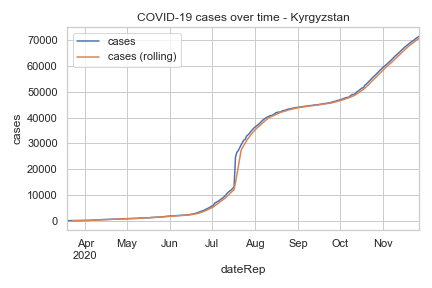 COVID-19 cases over time - Kyrgyzstan
cases
cases (rolling)
70000
60000
50000
40000
30000
20000
10000
0
cases
Apr May Jun Jul Aug Sep Oct Nov
2020
dateRep